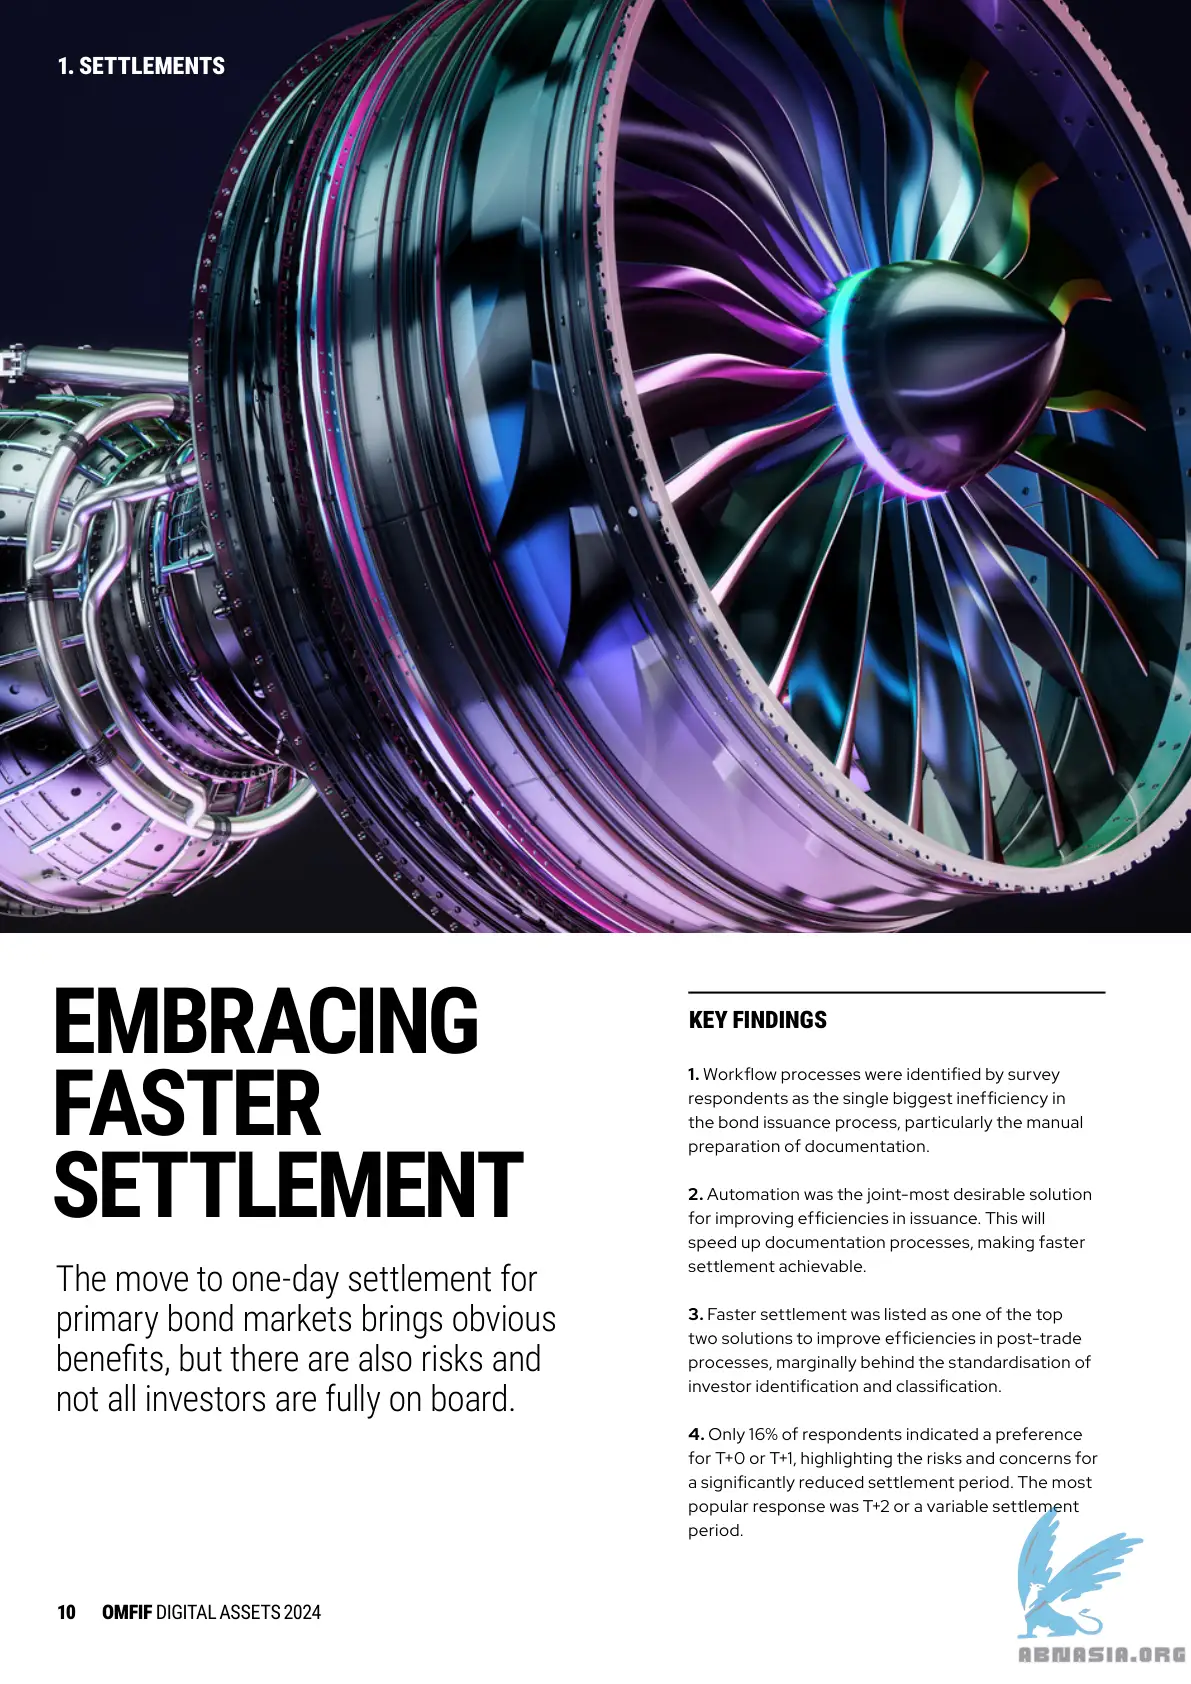 1. SETTLEMENTS
EMBRACING
FASTER
SETTLEMENT
The move to one-day settlement for
primary bond markets brings obvious
benefits, but there are also risks and
not all investors are fully on board.
KEY FINDINGS
1. Workflow processes were identified by survey
respondents as the single biggest inefficiency in
the bond issuance process, particularly the manual
preparation of documentation.
2. Automation was the joint-most desirable solution
for improving efficiencies in issuance. This will
speed up documentation processes, making faster
settlement achievable.
3. Faster settlement was listed as one of the top
two solutions to improve efficiencies in post-trade
processes, marginally behind the standardisation of
investor identification and classification.
4. Only 16% of respondents indicated a preference
for T+0 or T+1, highlighting the risks and concerns for
a significantly reduced settlement period. The most
popular response was T+2 or a variable settlement
period.
10 OMFIF DIGITAL ASSETS 2024
ABNASIA.ORG